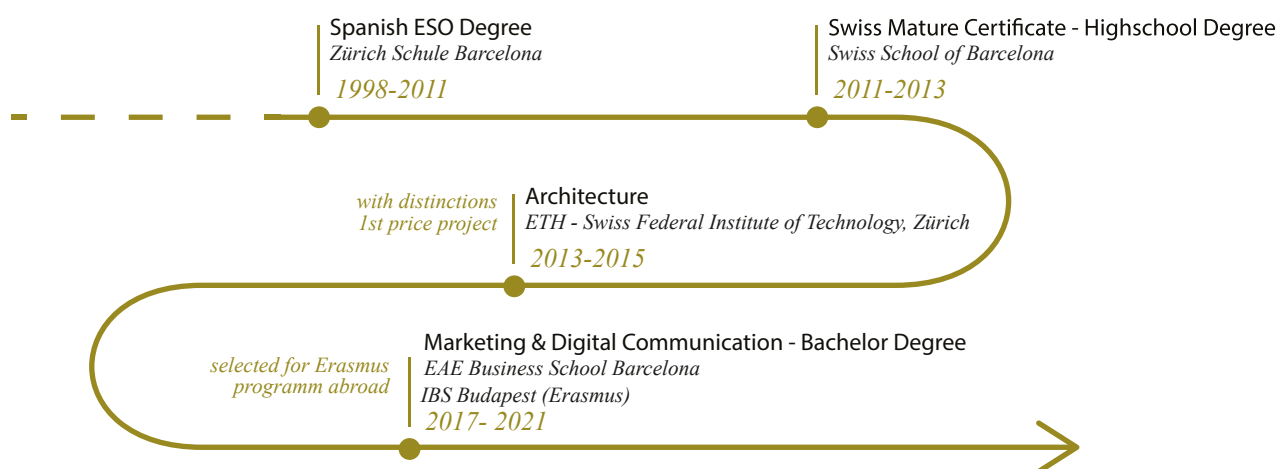 Spanish ESO Degree
Zürich Schule Barcelona
1998-2011
Swiss Mature Certificate - Highschool Degree
Swiss School of Barcelona
2011-2013
with distinctions
1st price project
Architecture
ETH - Swiss Federal Institute of Technology, Zürich
2013-2015
selected for Erasmus
programm abroad
Marketing & Digital Communication - Bachelor Degree
EAE Business School Barcelona
IBS Budapest (Erasmus)
2017- 2021